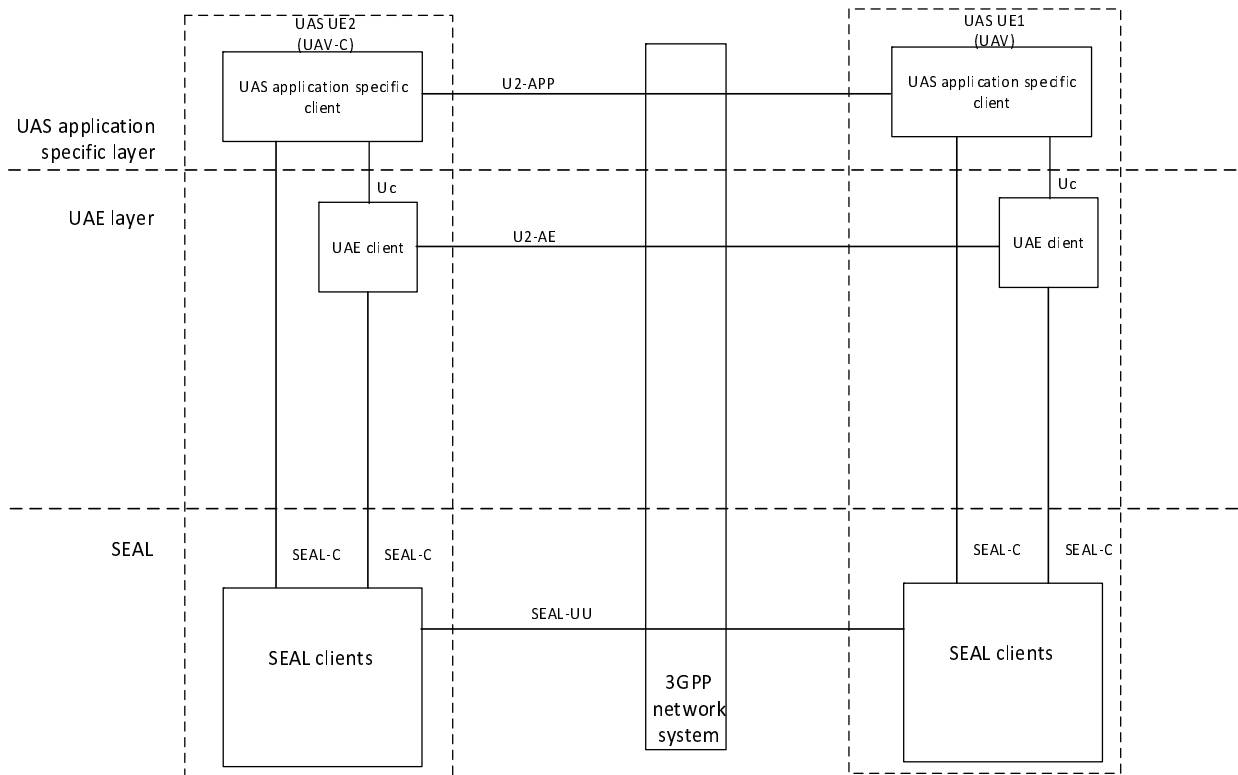 UAS UE2
(UAV-C)
UAS UE1
(UAV)
UAS application specific
client
U2-APP
UAS application specific
client
UAS application
specific layer
Uc
Uc
UAE layer
UAE client
U2-AE
UAE client
SEAL
SEAL-C
SEAL-C
SEAL-C
SEAL-C
SEAL-UU
SEAL clients
SEAL clients
3GPP
network
system